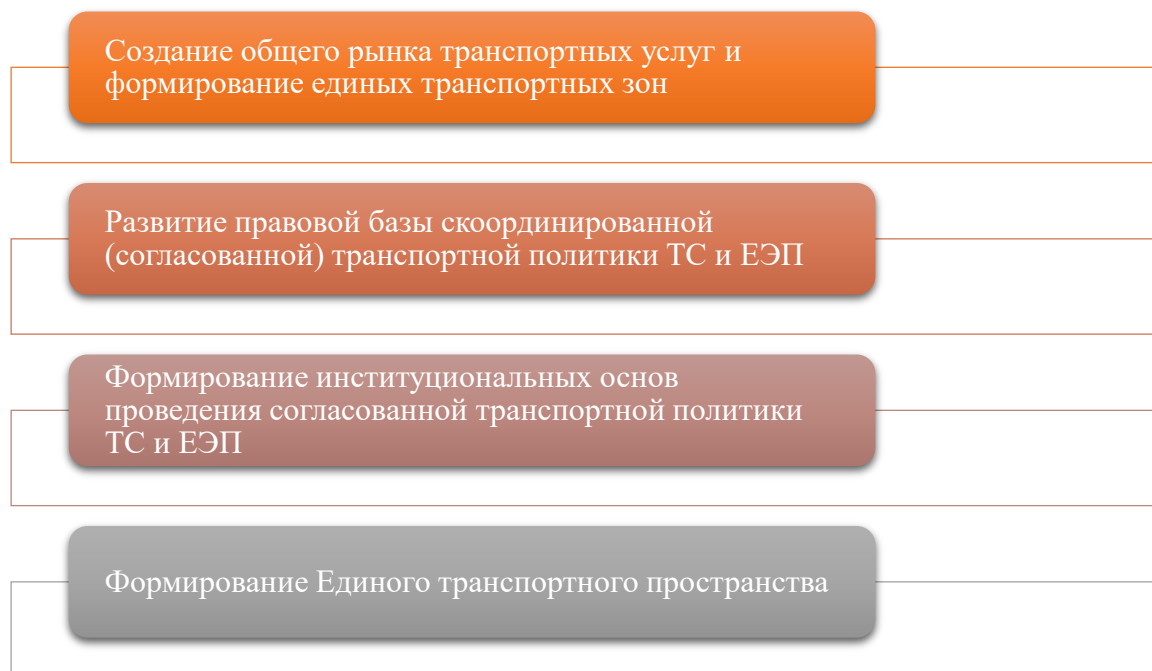 Создание общего рынка транспортных услуг и
формирование единых транспортных зон
Развитие правовой базы скоординированной
(согласованной) транспортной политики ТС и ЕЭП
Формирование институциональных основ
проведения согласованной транспортной политики
ТС и ЕЭП
Формирование Единого транспортного пространства